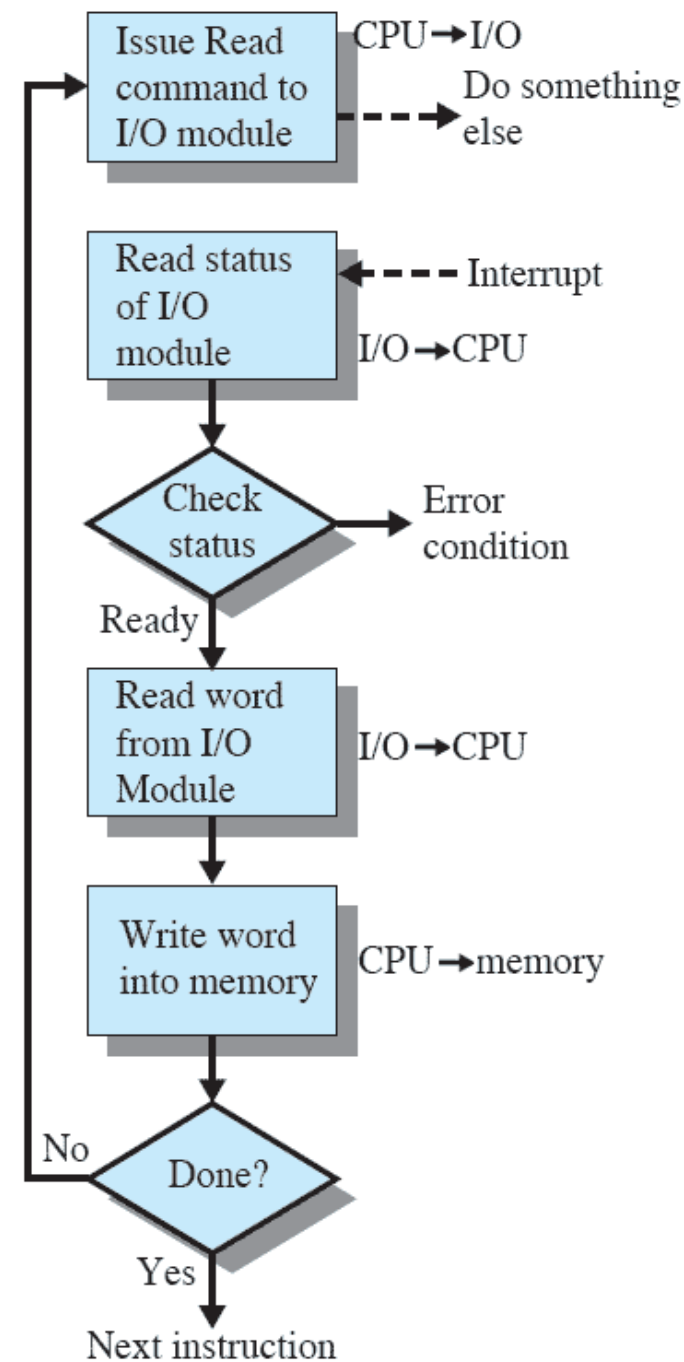 Issue Read
command to
I/O module
CPU→I/O
Do something
else
Read status
of I/O
module
Interrupt
I/O→CPU
Check
status
Error
condition
Ready
Read word
from I/O
Module
I/O→CPU
Write word
into memory
CPU→memory
No
Done?
Yes
Next instruction